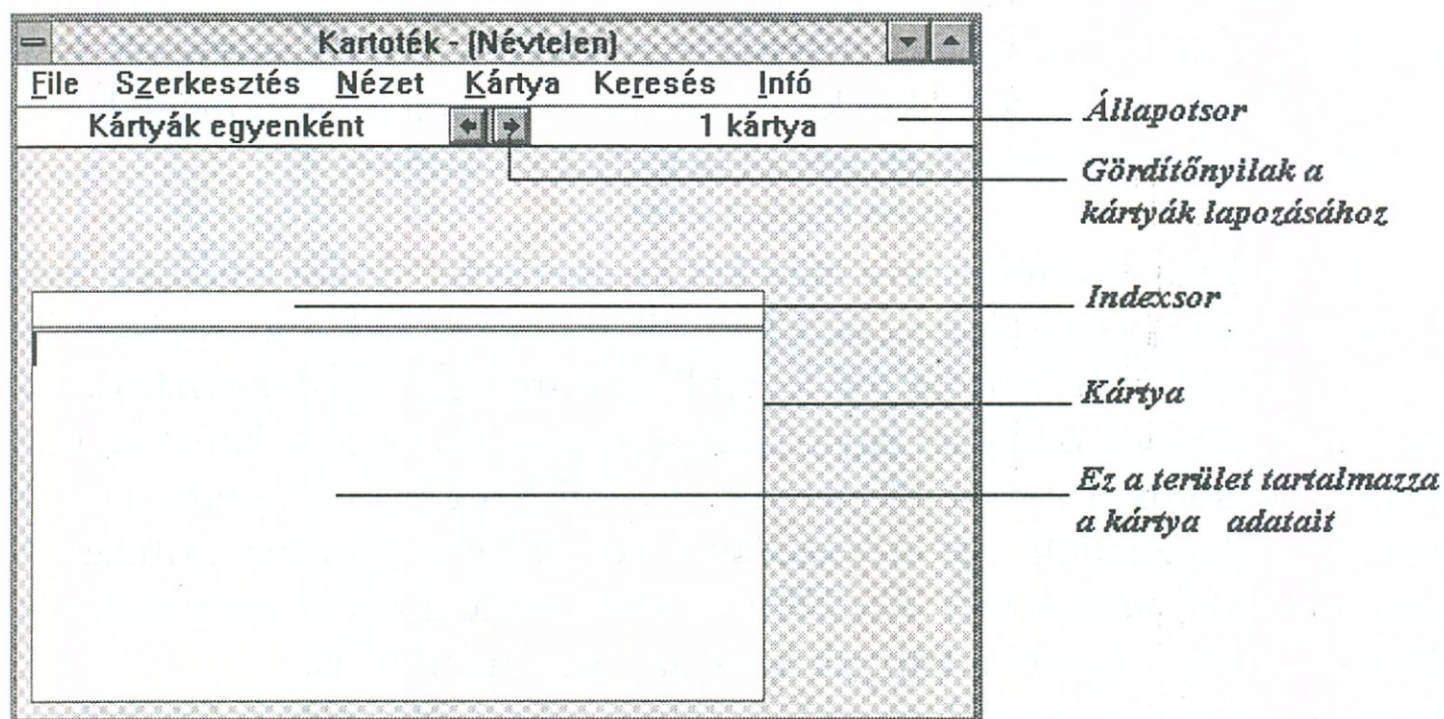 Kartoték - (Névtelen)
File Szerkesztés Nézet Kártya Keresés Infó
Kártyák egyenként 1 kártya
Állapotsor
Gördítőnyilak a
kártyák lapozásához
Indexsor
Kártya
Ez a terület tartalmazza
a kártya adatait